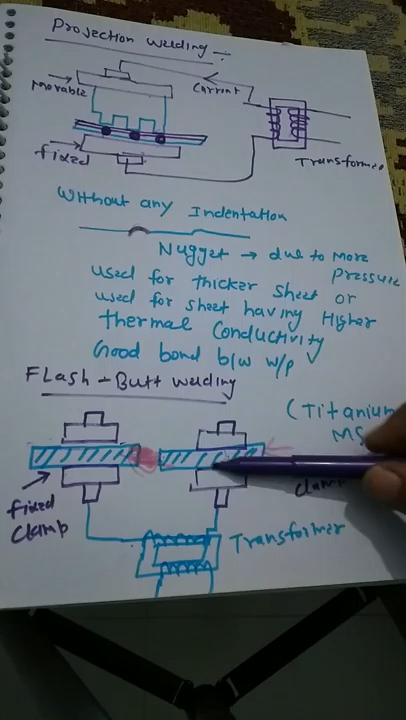 Projection Welding :-
Movable
Current
fixed
Transformer
Without any Indentation
Nugget → due to More
Pressure
used for thicker Sheet or
used for sheet having Higher
thermal Conductivity
Good bond b/w w/p
FLash - Butt welding
(Titanium
MS
fixed
Clamp
Transformer